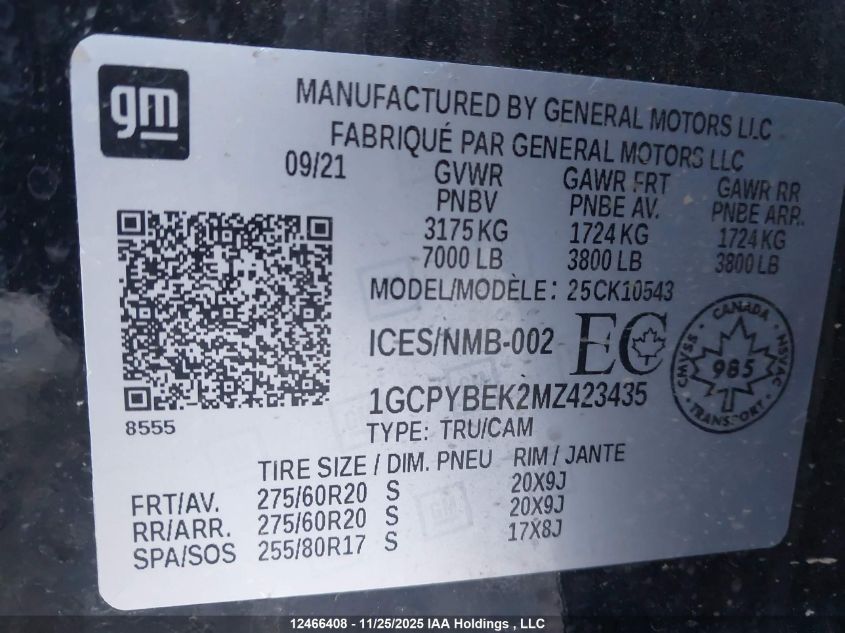 gm
MANUFACTURED BY GENERAL MOTORS LLC
FABRIQUÉ PAR GENERAL MOTORS LLC
09/21 GVWR GAWR FRT GAWR RR
PNBV PNBE AV. PNBE ARR.
3175 KG 1724 KG 1724 KG
7000 LB 3800 LB 3800 LB
MODEL/MODÈLE: 25CK10543
ICES/NMB-002 EC
CANADA
CMVSS 985 NSVAC
TRANSPORT
1GCPYBEK2MZ423435
8555
TYPE: TRU/CAM
TIRE SIZE / DIM. PNEU RIM / JANTE
FRT/AV. 275/60R20 S 20X9J
RR/ARR. 275/60R20 S 20X9J
SPA/SOS 255/80R17 S 17X8J
12466408 - 11/25/2025 IAA Holdings , LLC